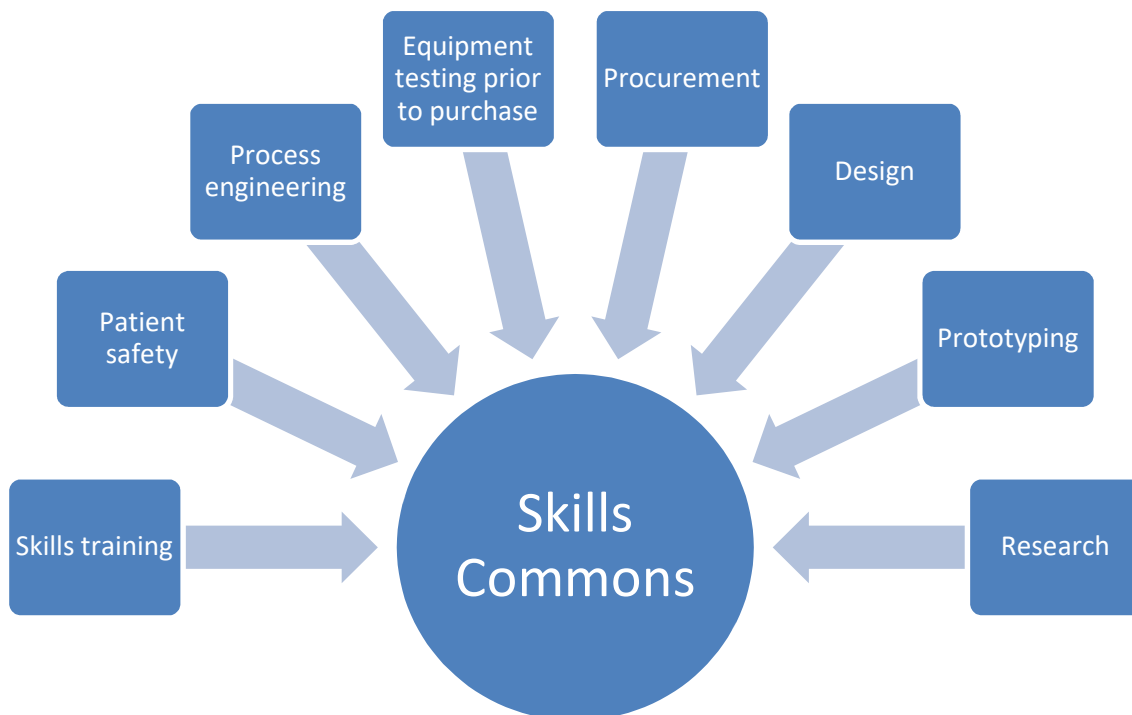 Equipment
testing prior
to purchase
Procurement
Process
engineering
Design
Patient
safety
Prototyping
Skills training
Research
Skills
Commons